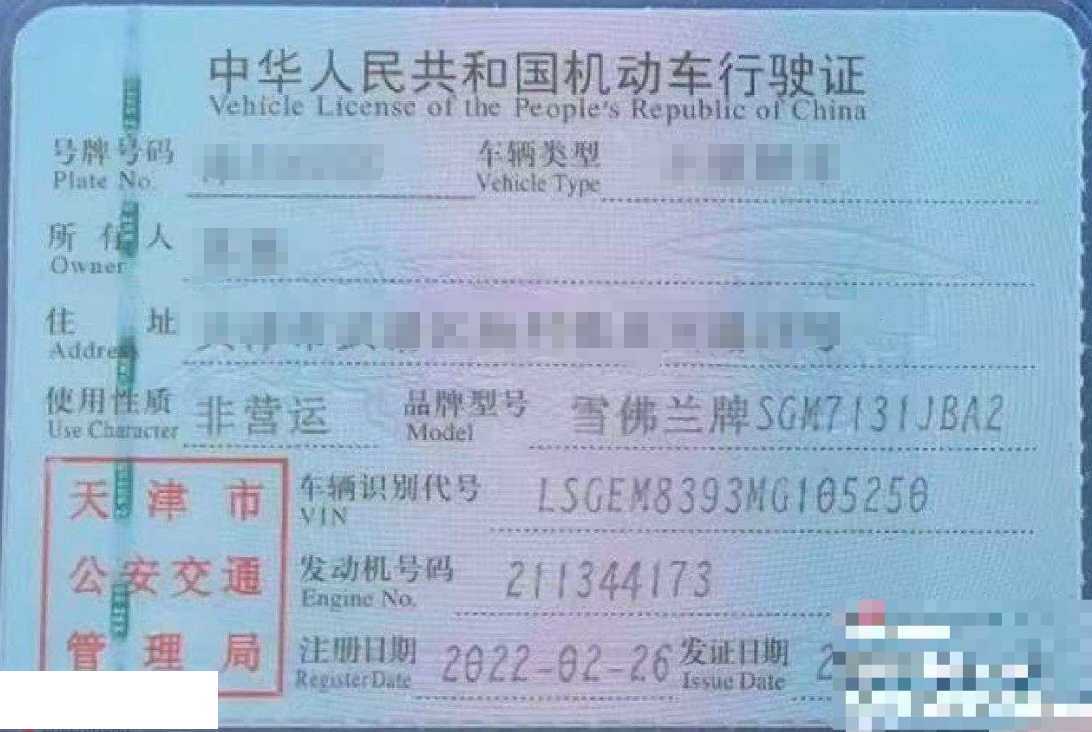 中华人民共和国机动车行驶证
Vehicle License of the People's Republic of China
号牌号码 车辆类型
Plate No. Vehicle Type
所有人
Owner
住址
Address
使用性质 非营运 品牌型号 雪佛兰牌SGM7131JBA2
Use Character Model
天津市 车辆识别代号 LSGEM8393MG105250
VIN
公安交通 发动机号码 211344173
Engine No.
管理局 注册日期 2022-02-26 发证日期 2
Register Date Issue Date